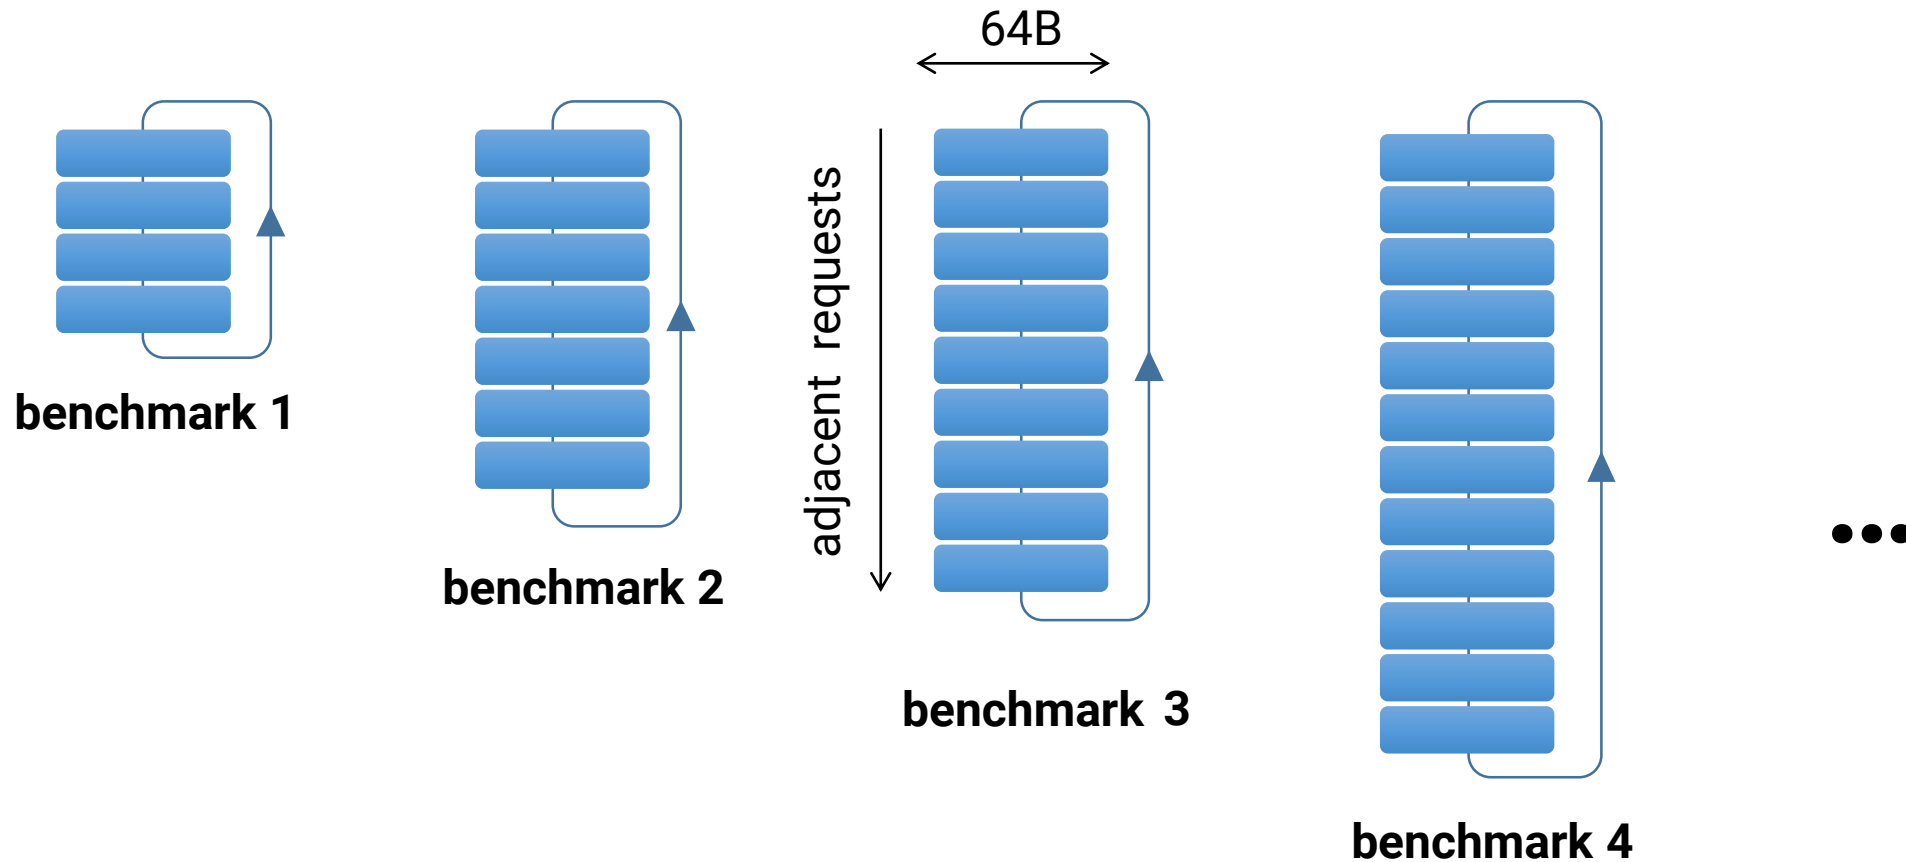 64B
adjacent requests
benchmark 1
benchmark 2
benchmark 3
benchmark 4
...